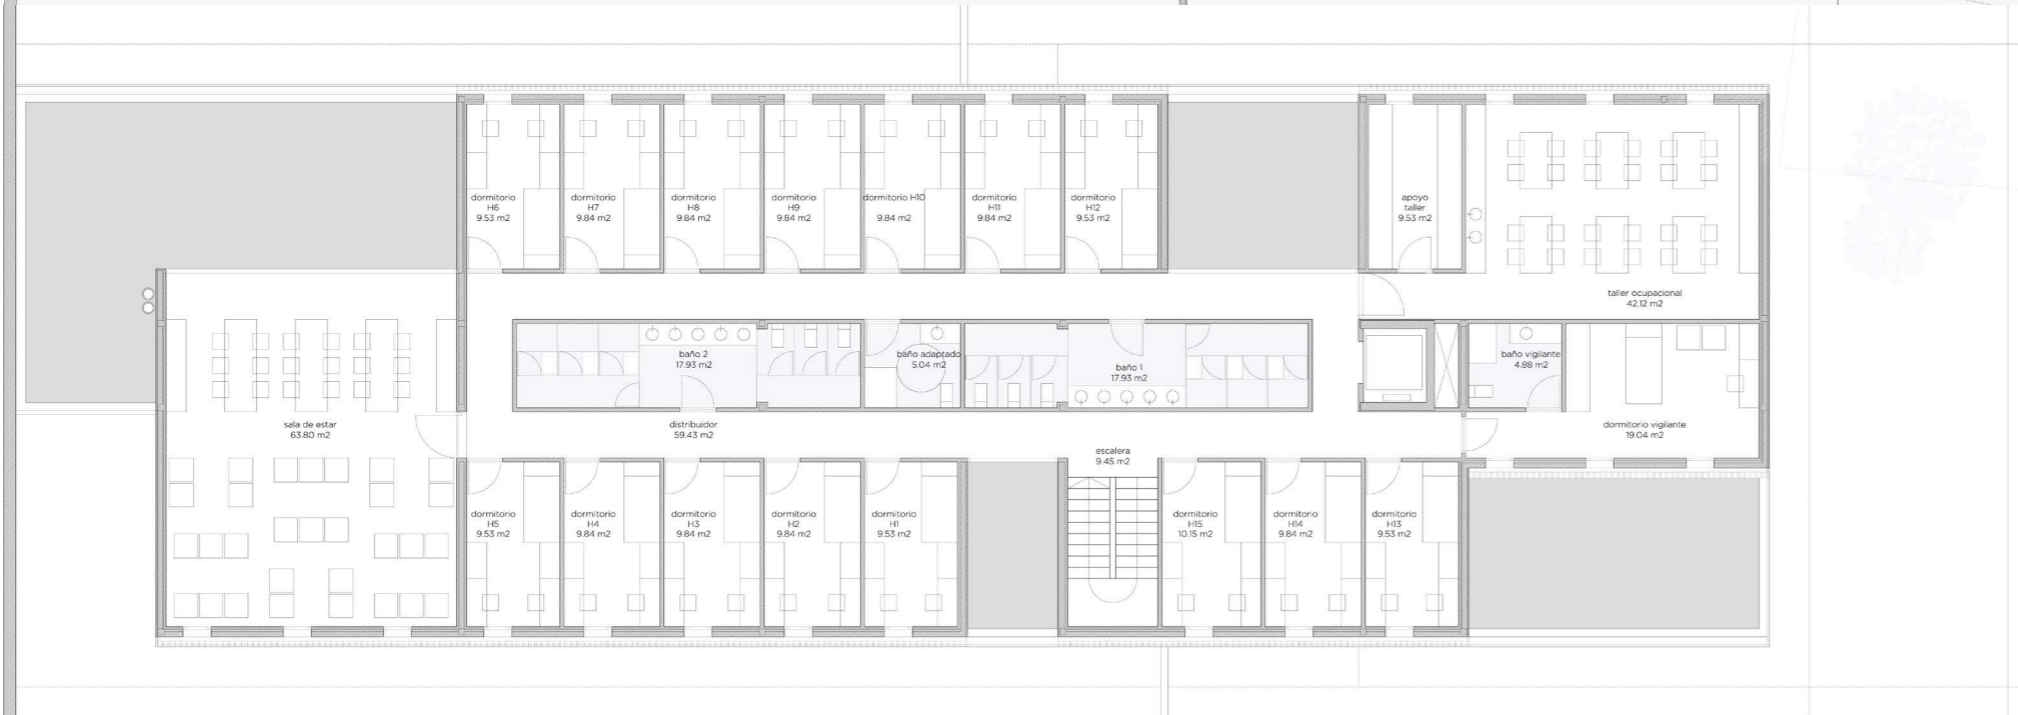 dormitorio
H6
9.53 m2
dormitorio
H7
9.84 m2
dormitorio
H8
9.84 m2
dormitorio
H9
9.84 m2
dormitorio H10
9.84 m2
dormitorio
H11
9.84 m2
dormitorio
H12
9.53 m2
apoyo
taller
9.53 m2
taller ocupacional
42.12 m2
baño 2
17.93 m2
baño adaptado
5.04 m2
baño 1
17.93 m2
baño vigilante
4.88 m2
sala de estar
63.80 m2
distribuidor
59.43 m2
escalera
9.45 m2
dormitorio vigilante
19.04 m2
dormitorio
H5
9.53 m2
dormitorio
H4
9.84 m2
dormitorio
H3
9.84 m2
dormitorio
H2
9.84 m2
dormitorio
H1
9.53 m2
dormitorio
H15
10.15 m2
dormitorio
H14
9.84 m2
dormitorio
H13
9.53 m2